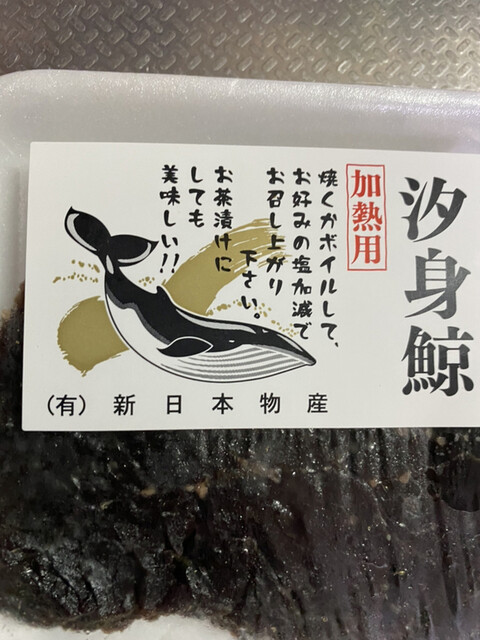 汐身鯨
加熱用
焼くかボイルして、
お好みの塩加減で
お召し上がり
下さい。
お茶漬けに
しても
美味しい!!
(有) 新日本物産